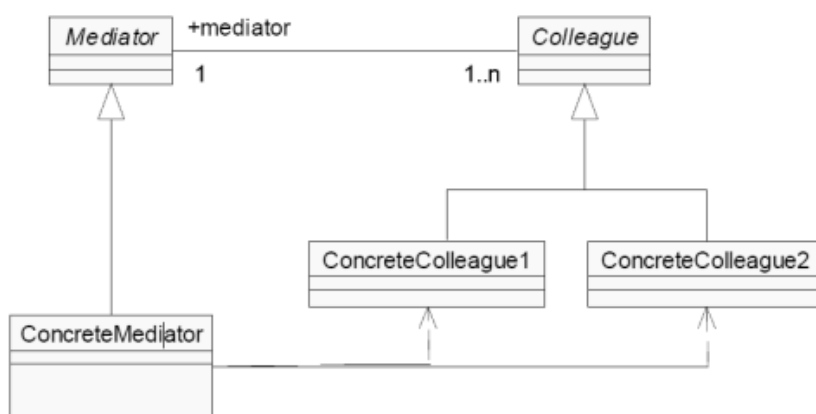 Mediator
+mediator
Colleague
1
1..n
ConcreteColleague1
ConcreteColleague2
ConcreteMediator